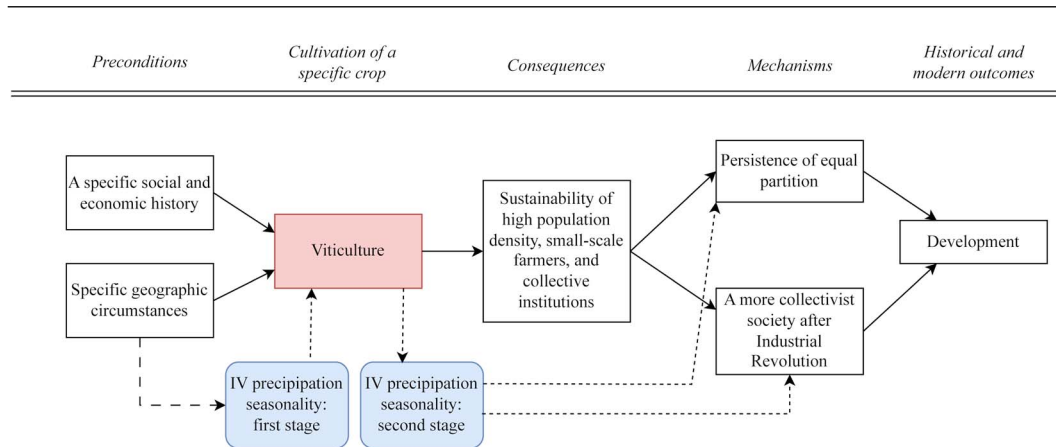 Preconditions
Cultivation of a
specific crop
Consequences
Mechanisms
Historical and
modern outcomes
A specific social and
economic history
Specific geographic
circumstances
Viticulture
IV precipipation
seasonality:
first stage
IV precipipation
seasonality:
second stage
Sustainability of
high population
density, small-scale
farmers, and
collective
institutions
Persistence of equal
partition
A more collectivist
society after
Industrial
Revolution
Development